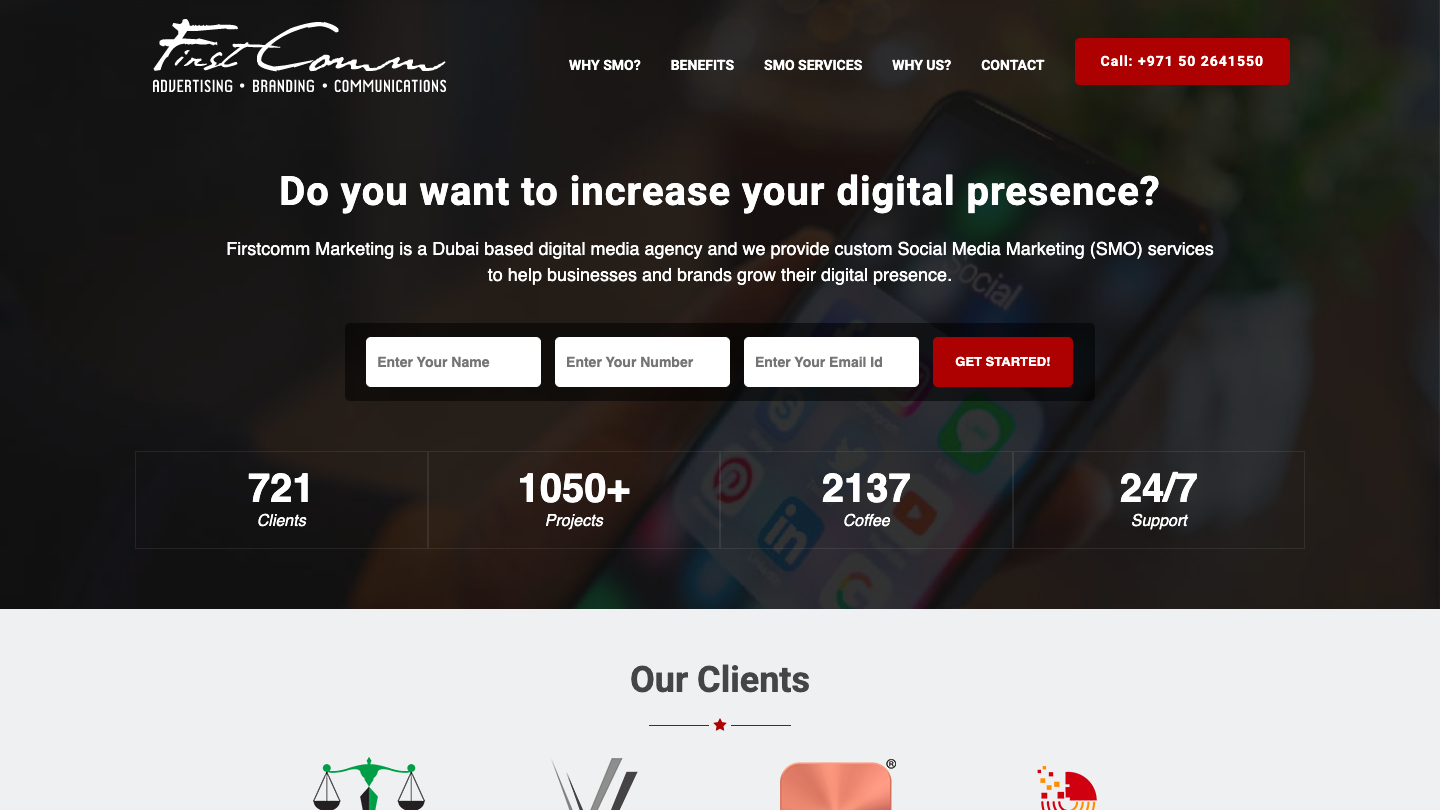 First Comm
ADVERTISING • BRANDING • COMMUNICATIONS
WHY SMO?
BENEFITS
SMO SERVICES
WHY US?
CONTACT
Call: +971 50 2641550
Do you want to increase your digital presence?
Firstcomm Marketing is a Dubai based digital media agency and we provide custom Social Media Marketing (SMO) services
to help businesses and brands grow their digital presence.
Social
Enter Your Name
Enter Your Number
Enter Your Email Id
GET STARTED!
721
Clients
1050+
Projects
2137
Coffee
24/7
Support
Our Clients
®